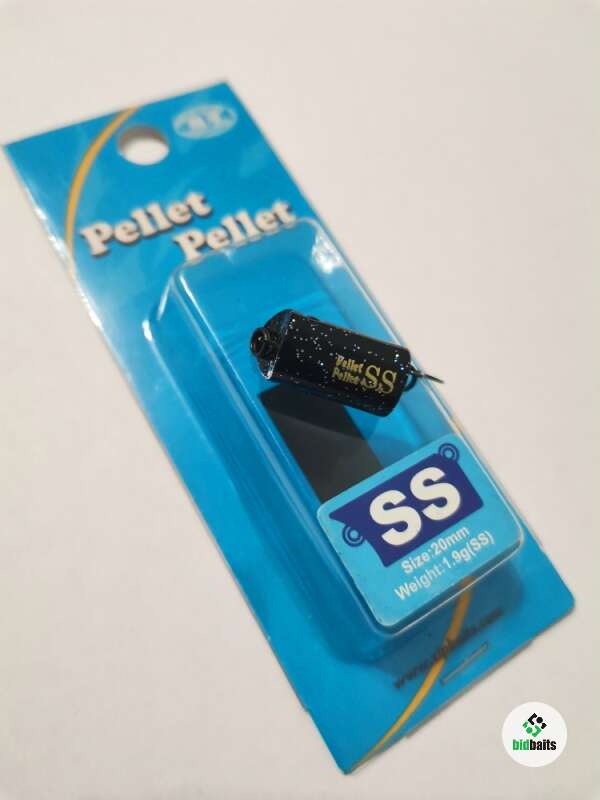 Pellet
Pellet
Pellet
Pellet
SS
SS
Size:20mm
Weight:1.9g(SS)
bidbaits